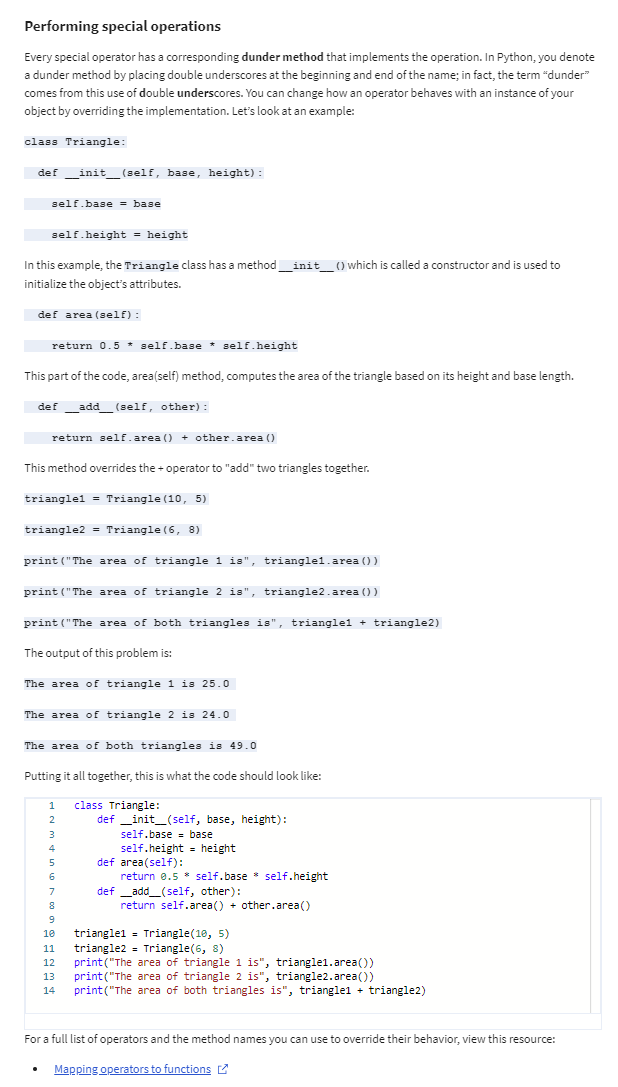 Performing special operations
Every special operator has a corresponding dunder method that implements the operation. In Python, you denote
a dunder method by placing double underscores at the beginning and end of the name; in fact, the term “dunder”
comes from this use of double underscores. You can change how an operator behaves with an instance of your
object by overriding the implementation. Let’s look at an example:
class Triangle:
  def __init__(self, base, height):
    self.base = base
    self.height = height
In this example, the Triangle class has a method __init__() which is called a constructor and is used to
initialize the object’s attributes.
  def area(self):
    return 0.5 * self.base * self.height
This part of the code, area(self) method, computes the area of the triangle based on its height and base length.
  def __add__(self, other):
    return self.area() + other.area()
This method overrides the + operator to "add" two triangles together.
triangle1 = Triangle(10, 5)
triangle2 = Triangle(6, 8)
print("The area of triangle 1 is", triangle1.area())
print("The area of triangle 2 is", triangle2.area())
print("The area of both triangles is", triangle1 + triangle2)
The output of this problem is:
The area of triangle 1 is 25.0
The area of triangle 2 is 24.0
The area of both triangles is 49.0
Putting it all together, this is what the code should look like:
1 class Triangle:
2     def __init__(self, base, height):
3         self.base = base
4         self.height = height
5     def area(self):
6         return 0.5 * self.base * self.height
7     def __add__(self, other):
8         return self.area() + other.area()
9
10 triangle1 = Triangle(10, 5)
11 triangle2 = Triangle(6, 8)
12 print("The area of triangle 1 is", triangle1.area())
13 print("The area of triangle 2 is", triangle2.area())
14 print("The area of both triangles is", triangle1 + triangle2)
For a full list of operators and the method names you can use to override their behavior, view this resource:
• Mapping operators to functions